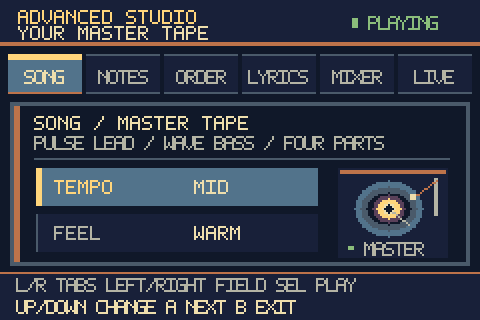 ADVANCED STUDIO
YOUR MASTER TAPE
PLAYING
SONG NOTES ORDER LYRICS MIXER LIVE
SONG / MASTER TAPE
PULSE LEAD / WAVE BASS / FOUR PARTS
TEMPO MID
FEEL WARM
MASTER
L/R TABS LEFT/RIGHT FIELD SEL PLAY
UP/DOWN CHANGE A NEXT B EXIT